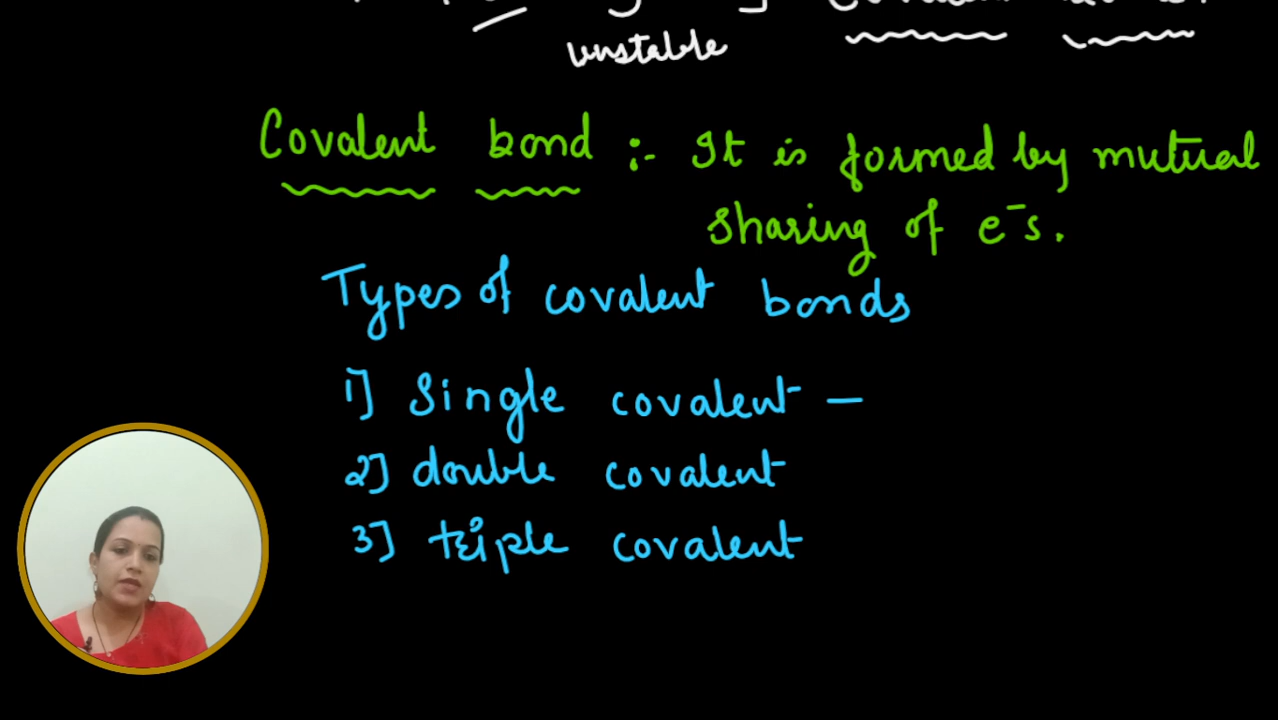 unstable
Covalent bond :- It is formed by mutual
sharing of e⁻s.
Types of covalent bonds
1] Single covalent —
2] double covalent
3] triple covalent